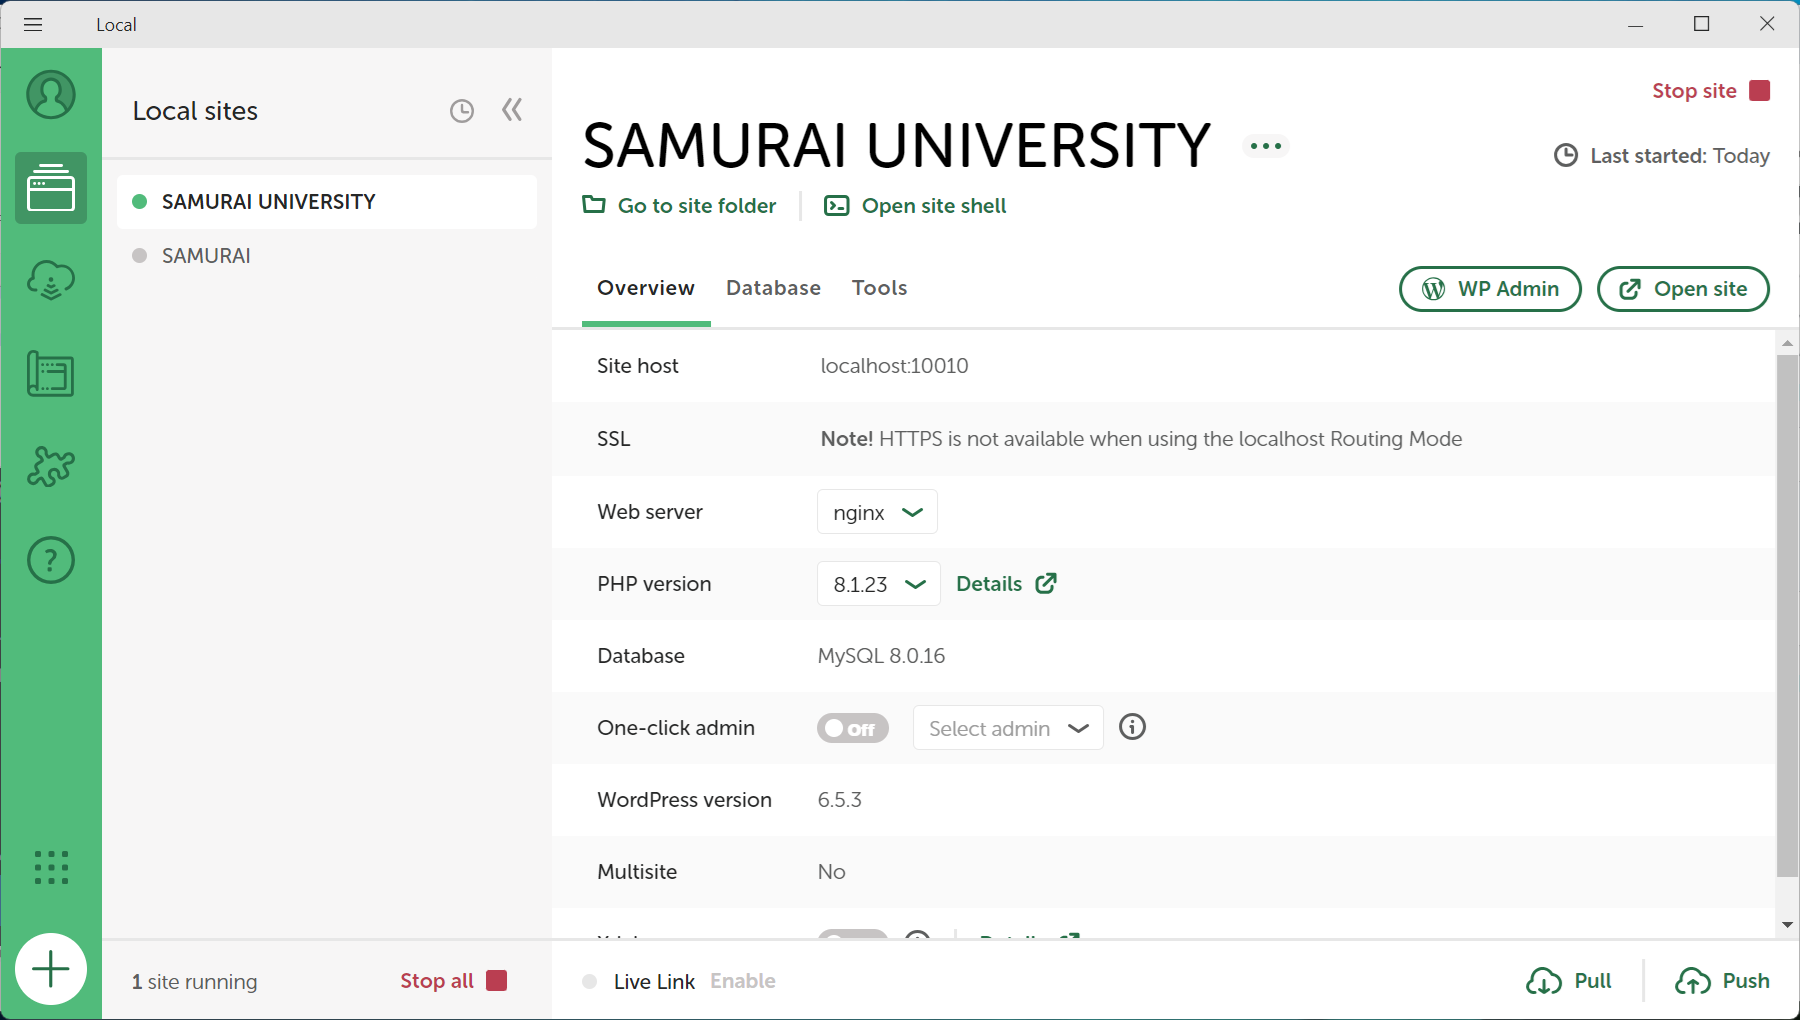 Local
Local sites
SAMURAI UNIVERSITY
SAMURAI
1 site running
Stop all
Stop site
SAMURAI UNIVERSITY
Last started: Today
Go to site folder
Open site shell
Overview
Database
Tools
WP Admin
Open site
Site host
localhost:10010
SSL
Note! HTTPS is not available when using the localhost Routing Mode
Web server
nginx
PHP version
8.1.23
Details
Database
MySQL 8.0.16
One-click admin
Off
Select admin
WordPress version
6.5.3
Multisite
No
Live Link
Enable
Pull
Push